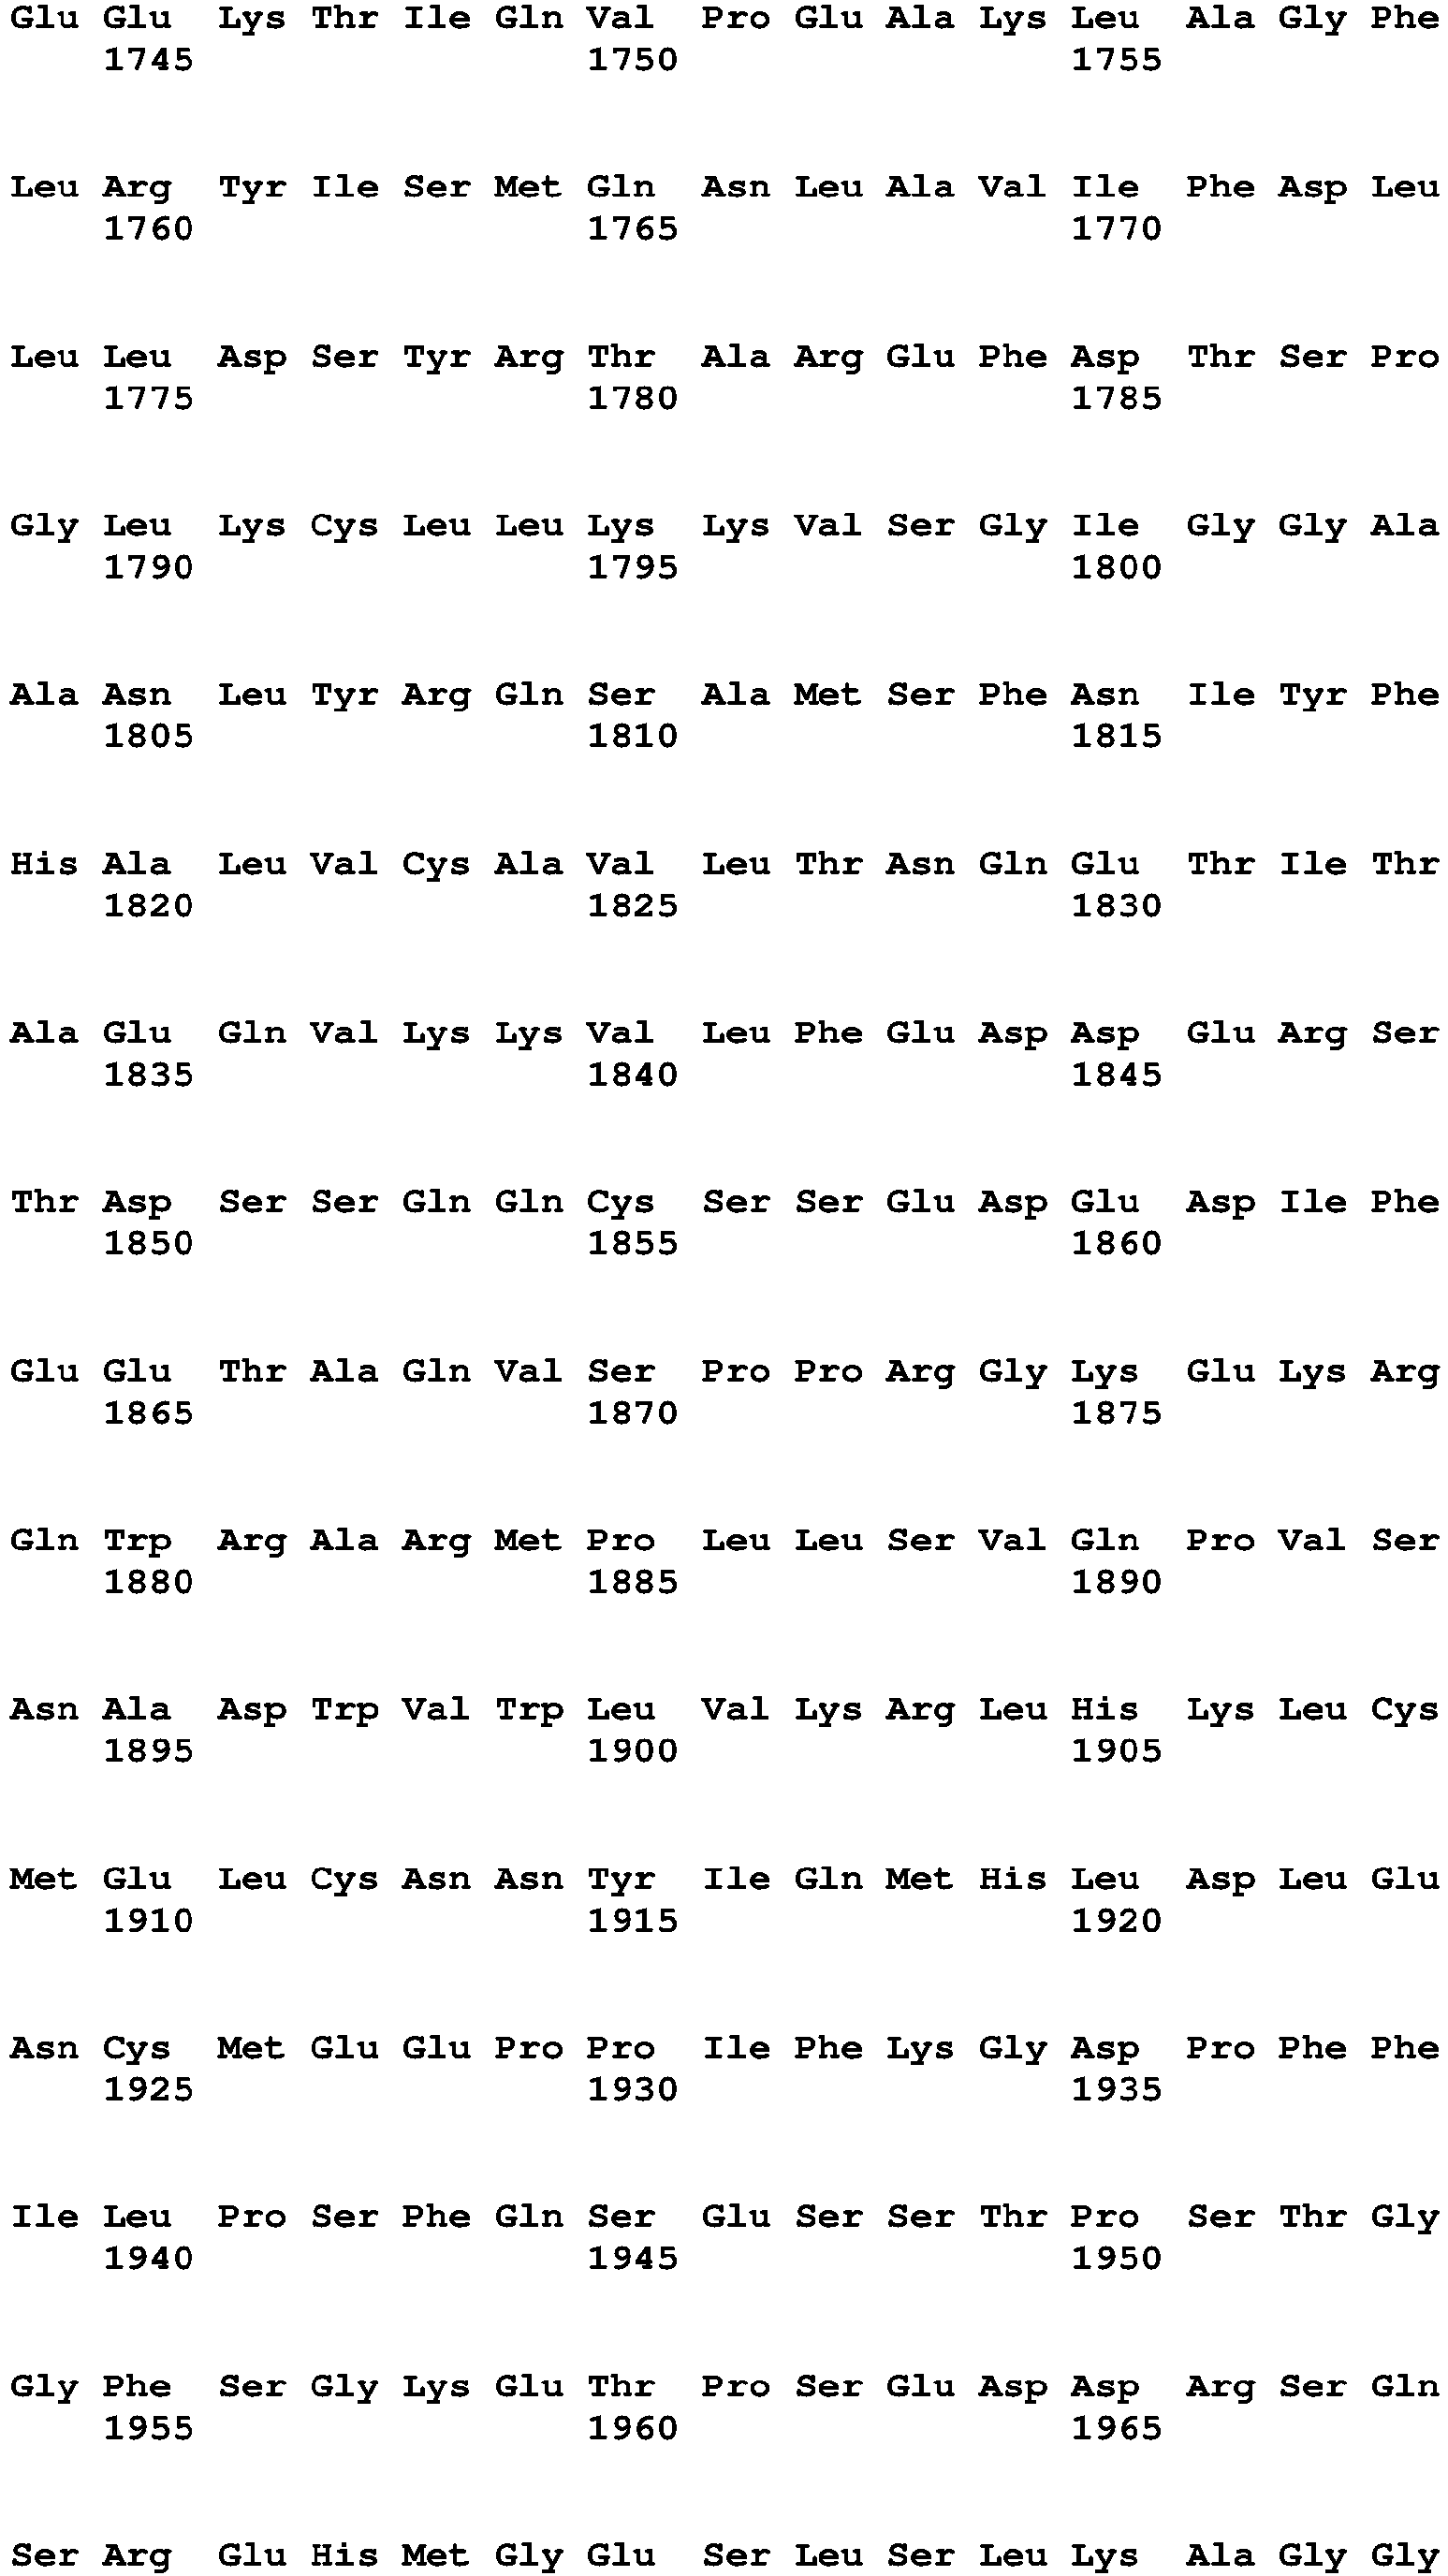 Glu Glu Lys Thr Ile Gln Val Pro Glu Ala Lys Leu Ala Gly Phe
1745 1750 1755
Leu Arg Tyr Ile Ser Met Gln Asn Leu Ala Val Ile Phe Asp Leu
1760 1765 1770
Leu Leu Asp Ser Tyr Arg Thr Ala Arg Glu Phe Asp Thr Ser Pro
1775 1780 1785
Gly Leu Lys Cys Leu Leu Lys Lys Val Ser Gly Ile Gly Gly Ala
1790 1795 1800
Ala Asn Leu Tyr Arg Gln Ser Ala Met Ser Phe Asn Ile Tyr Phe
1805 1810 1815
His Ala Leu Val Cys Ala Val Leu Thr Asn Gln Glu Thr Ile Thr
1820 1825 1830
Ala Glu Gln Val Lys Lys Val Leu Phe Glu Asp Asp Glu Arg Ser
1835 1840 1845
Thr Asp Ser Ser Gln Gln Cys Ser Ser Glu Asp Glu Asp Ile Phe
1850 1855 1860
Glu Glu Thr Ala Gln Val Ser Pro Pro Arg Gly Lys Glu Lys Arg
1865 1870 1875
Gln Trp Arg Ala Arg Met Pro Leu Leu Ser Val Gln Pro Val Ser
1880 1885 1890
Asn Ala Asp Trp Val Trp Leu Val Lys Arg Leu His Lys Leu Cys
1895 1900 1905
Met Glu Leu Cys Asn Asn Tyr Ile Gln Met His Leu Asp Leu Glu
1910 1915 1920
Asn Cys Met Glu Glu Pro Pro Ile Phe Lys Gly Asp Pro Phe Phe
1925 1930 1935
Ile Leu Pro Ser Phe Gln Ser Glu Ser Ser Thr Pro Ser Thr Gly
1940 1945 1950
Gly Phe Ser Gly Lys Glu Thr Pro Ser Glu Asp Asp Arg Ser Gln
1955 1960 1965
Ser Arg Glu His Met Gly Glu Ser Leu Ser Leu Lys Ala Gly Gly